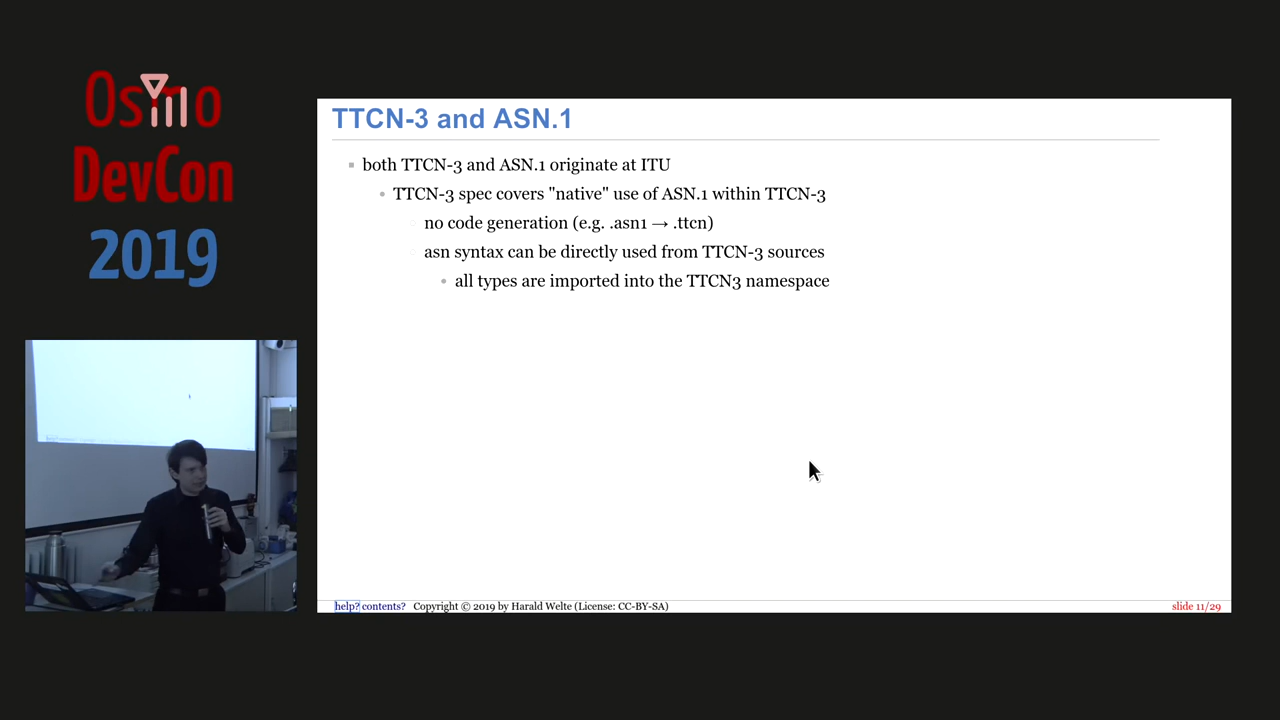 Osmo
DevCon
2019
TTCN-3 and ASN.1
both TTCN-3 and ASN.1 originate at ITU
TTCN-3 spec covers "native" use of ASN.1 within TTCN-3
no code generation (e.g. .asn1 → .ttcn)
asn syntax can be directly used from TTCN-3 sources
all types are imported into the TTCN3 namespace
help? contents? Copyright © 2019 by Harald Welte (License: CC-BY-SA)
slide 11/29